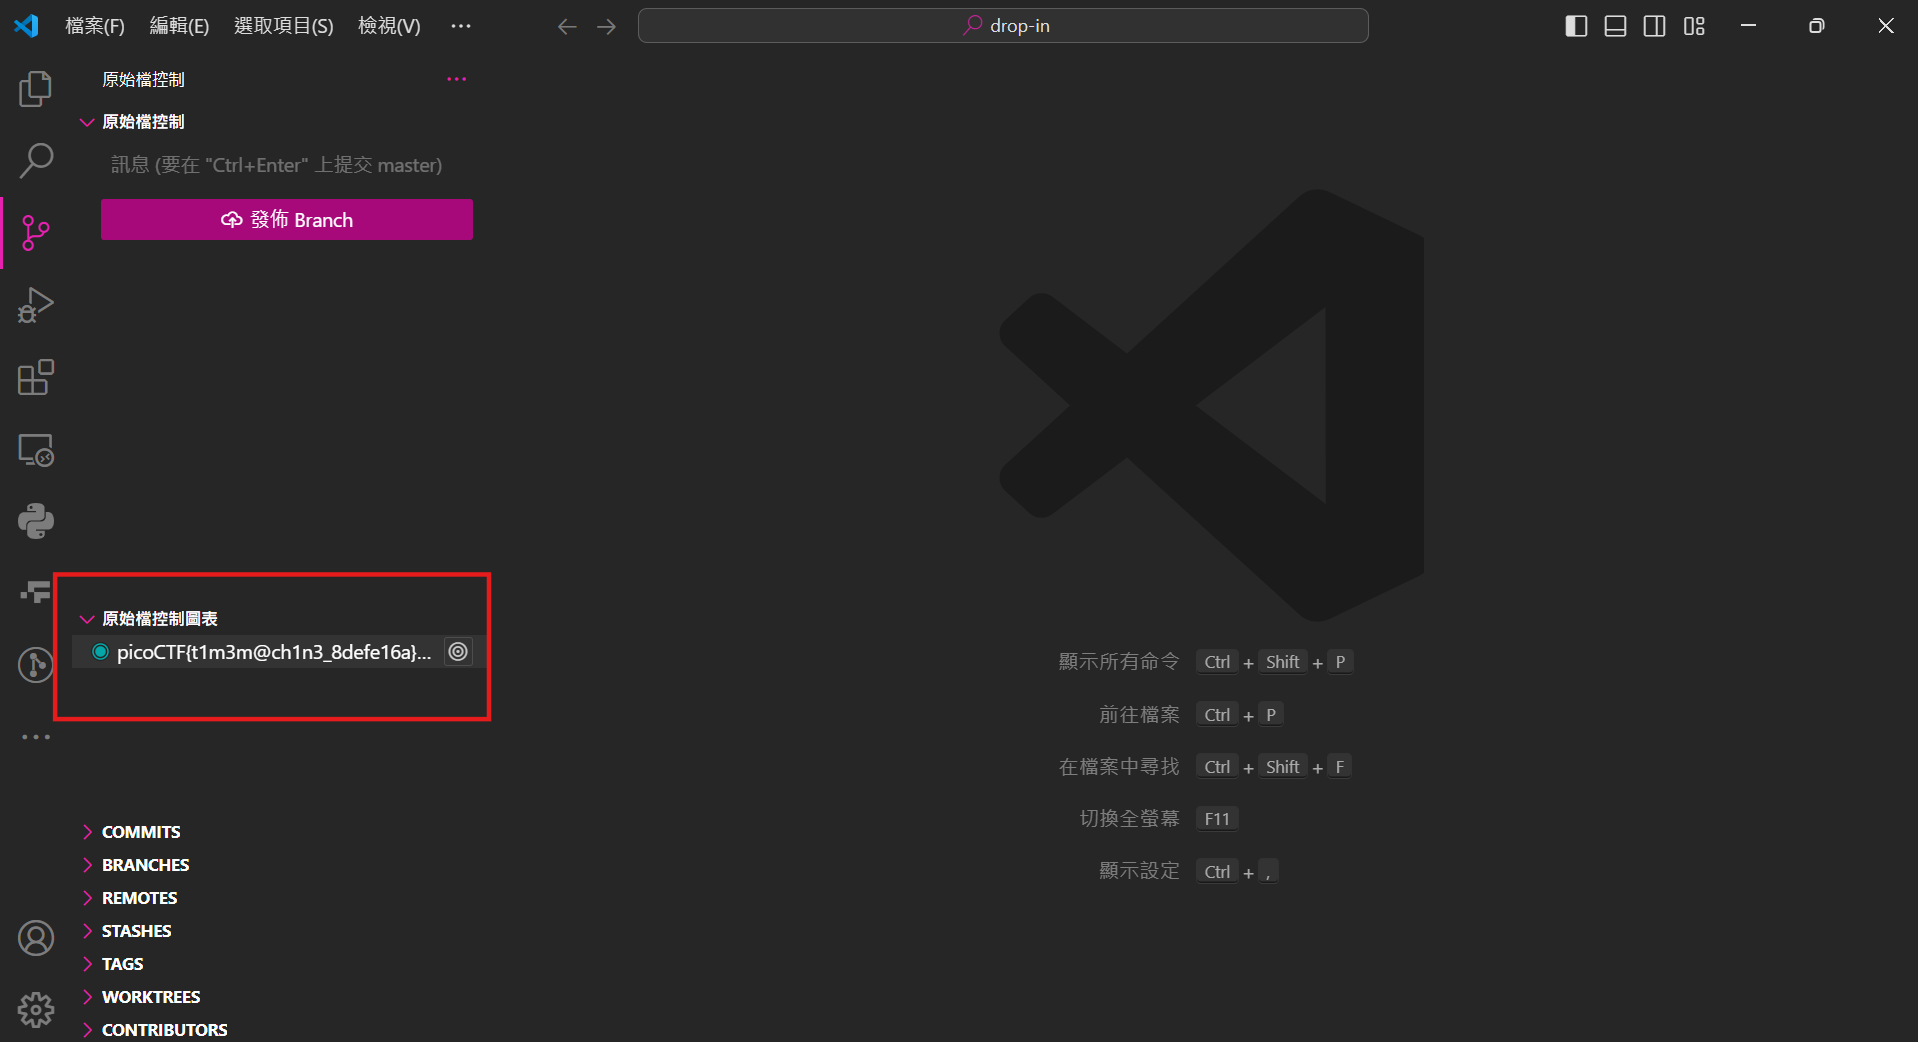 檔案(F) 編輯(E) 選取項目(S) 檢視(V) ···
drop-in
原始檔控制
原始檔控制
訊息 (要在 "Ctrl+Enter" 上提交 master)
發佈 Branch
原始檔控制圖表
picoCTF{t1m3m@ch1n3_8defe16a}...
COMMITS
BRANCHES
REMOTES
STASHES
TAGS
WORKTREES
CONTRIBUTORS
顯示所有命令 Ctrl + Shift + P
前往檔案 Ctrl + P
在檔案中尋找 Ctrl + Shift + F
切換全螢幕 F11
顯示設定 Ctrl + ,